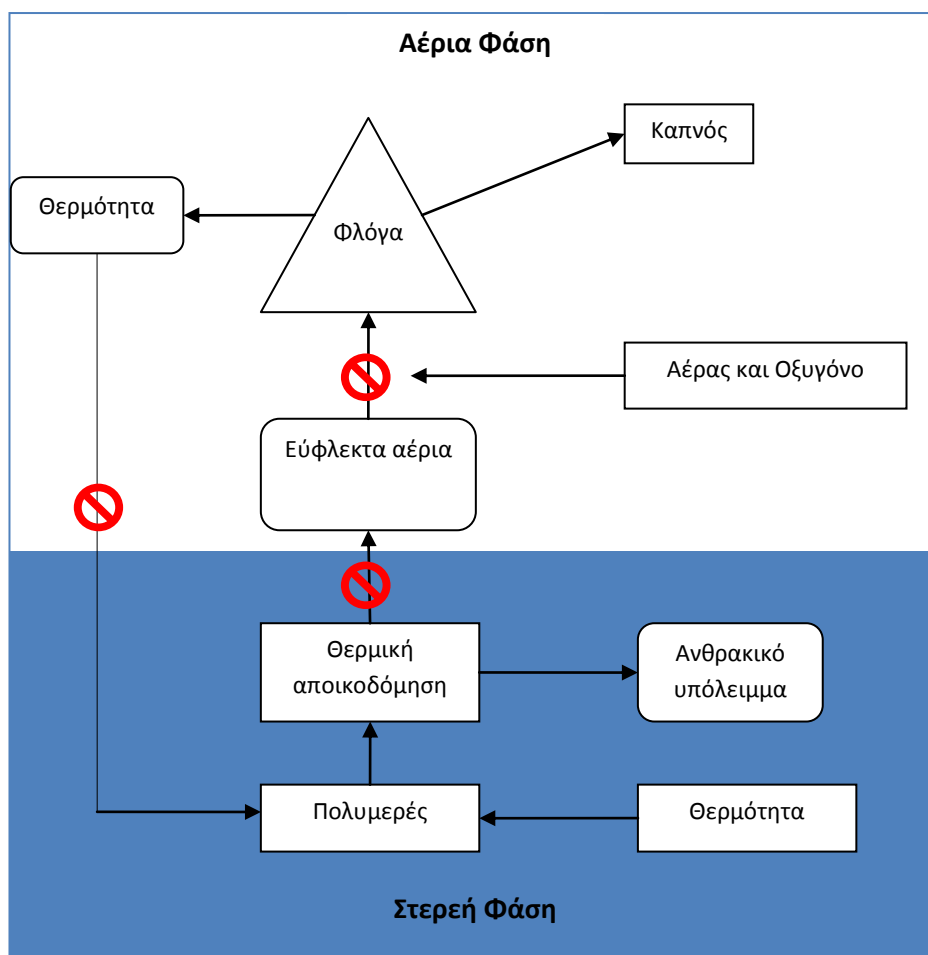 Αέρια Φάση
Καπνός
Θερμότητα
Φλόγα
Αέρας και Οξυγόνο
Εύφλεκτα αέρια
Θερμική
αποικοδόμηση
Ανθρακικό
υπόλειμμα
Πολυμερές
Θερμότητα
Στερεή Φάση